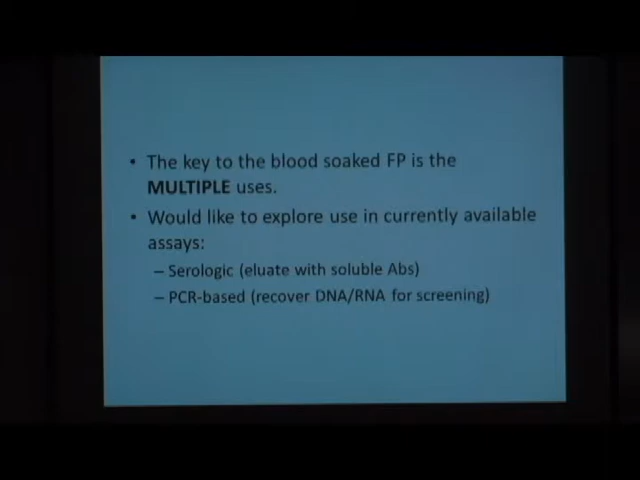 • The key to the blood soaked FP is the
MULTIPLE uses.
• Would like to explore use in currently available
assays:
– Serologic (eluate with soluble Abs)
– PCR-based (recover DNA/RNA for screening)